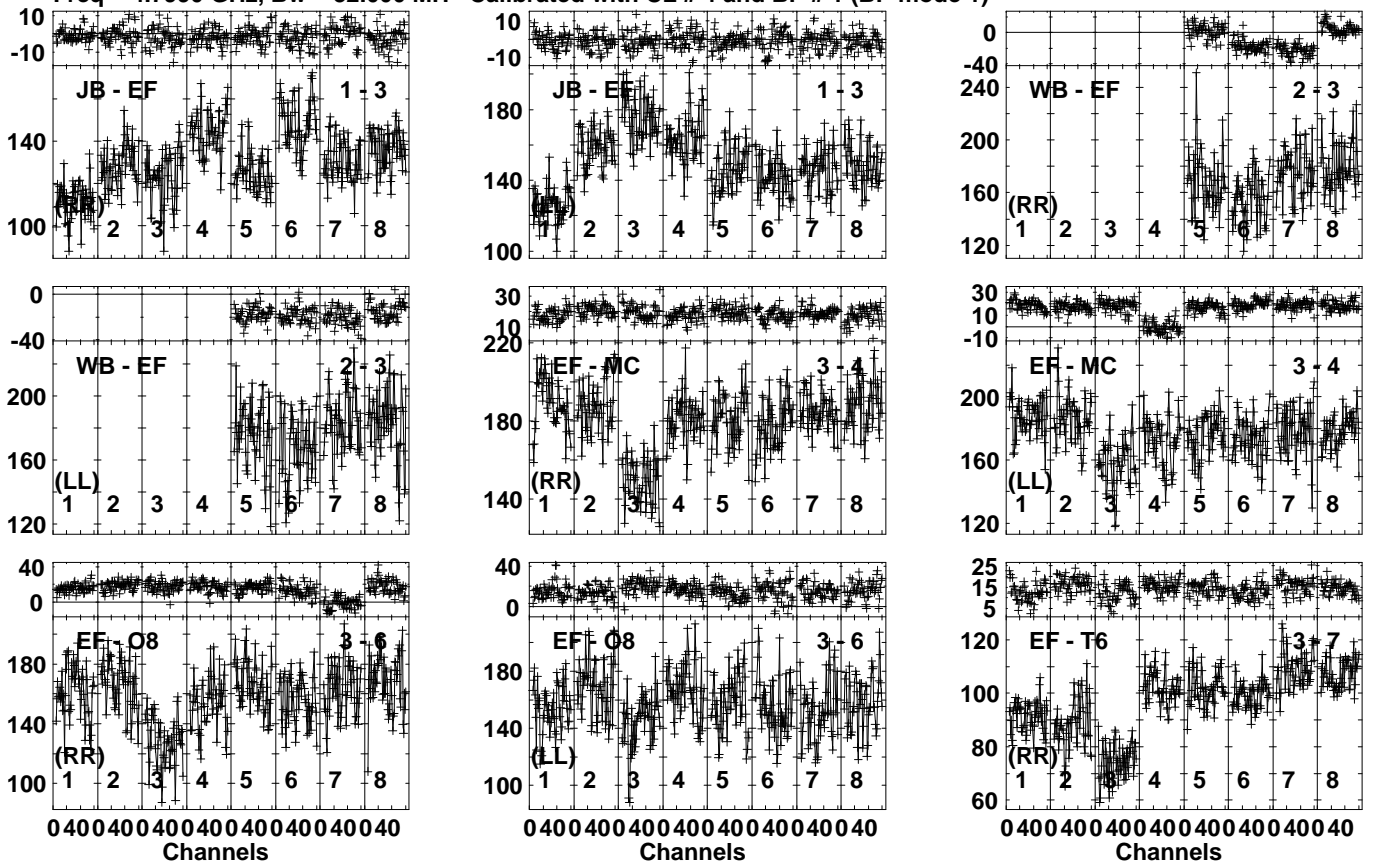 10 -10 JB - EF 1 - 3 140 100 (RR) 1 2 3 4 5 6 7 8
10 -10 JB - EF 1 - 3 180 140 100 (LL) 1 2 3 4 5 6 7 8
0 -40 WB - EF 2 - 3 240 200 160 120 (RR) 1 2 3 4 5 6 7 8
0 -40 WB - EF 2 - 3 200 160 120 (LL) 1 2 3 4 5 6 7 8
30 10 220 EF - MC 3 - 4 180 140 (RR) 1 2 3 4 5 6 7 8
30 10 -10 EF - MC 3 - 4 200 160 120 (LL) 1 2 3 4 5 6 7 8
40 0 EF - O8 3 - 6 180 140 100 (RR) 1 2 3 4 5 6 7 8
40 0 EF - O8 3 - 6 180 140 100 (LL) 1 2 3 4 5 6 7 8
25 15 5 EF - T6 3 - 7 120 100 80 60 (RR) 1 2 3 4 5 6 7 8
0 40 0 40 0 40 0 40 0 40 0 40 0 40 0 40
0 40 0 40 0 40 0 40 0 40 0 40 0 40 0 40
0 40 0 40 0 40 0 40 0 40 0 40 0 40 0 40
Channels Channels Channels